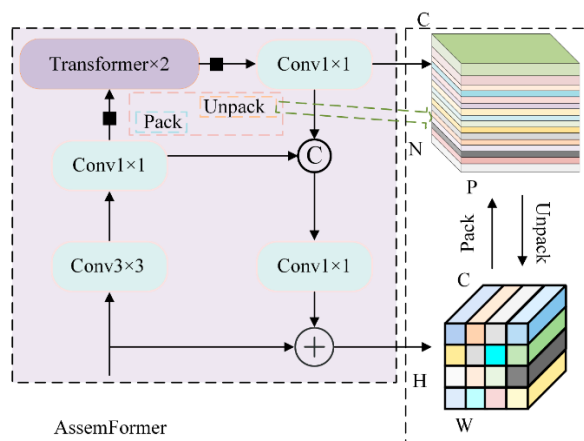 C
Transformer×2
Conv1×1
Unpack
Pack
Conv1×1
C
N
P
Pack
Unpack
Conv3×3
Conv1×1
C
+
H
W
AssemFormer